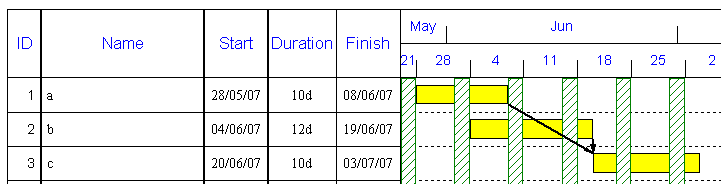 May Jun
ID Name Start Duration Finish
21 28 4 11 18 25 2
1 a 28/05/07 10d 08/06/07
2 b 04/06/07 12d 19/06/07
3 c 20/06/07 10d 03/07/07